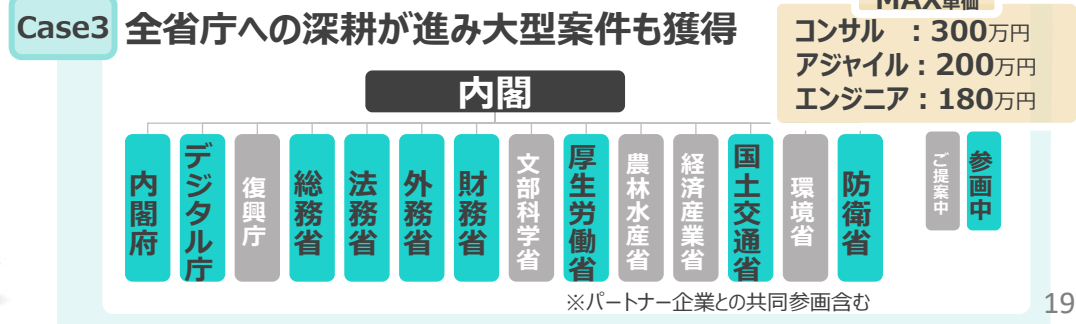 Case3 全省庁への深耕が進み大型案件も獲得
MAX単価
コンサル ：300万円
アジャイル：200万円
エンジニア：180万円
内閣
内閣府
デジタル庁
復興庁
総務省
法務省
外務省
財務省
文部科学省
厚生労働省
農林水産省
経済産業省
国土交通省
環境省
防衛省
ご提案中
参画中
※パートナー企業との共同参画含む
19